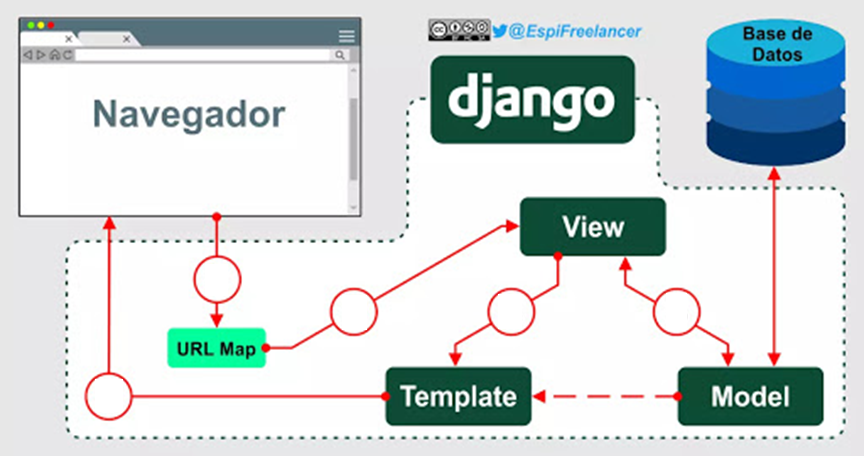 @EspiFreelancer
Base de
Datos
Navegador
django
View
URL Map
Template
Model